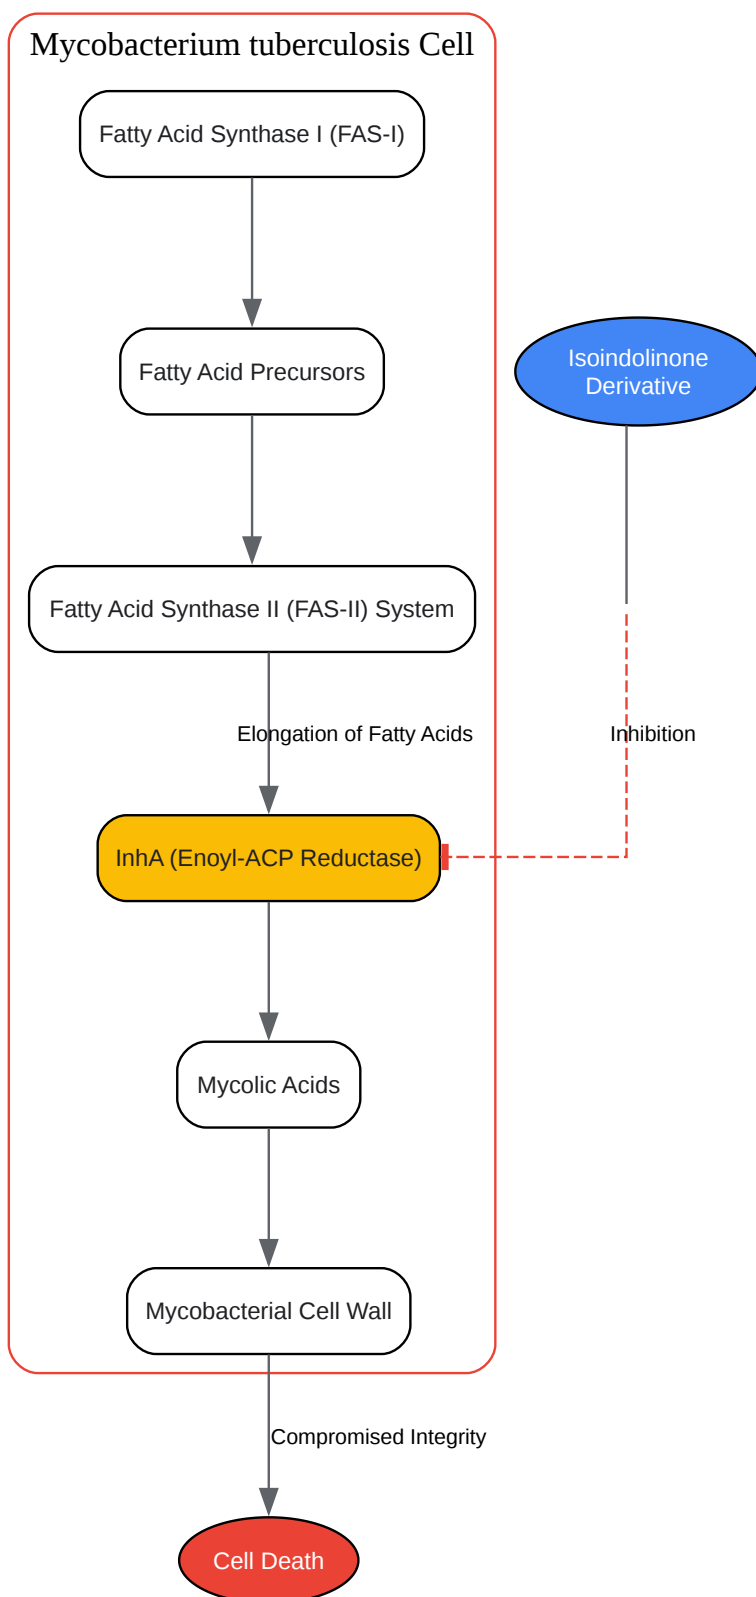 Mycobacterium tuberculosis Cell
Fatty Acid Synthase I (FAS-I)
Fatty Acid Precursors
Isoindolinone
Derivative
Fatty Acid Synthase II (FAS-II) System
Elongation of Fatty Acids
Inhibition
InhA (Enoyl-ACP Reductase)
Mycolic Acids
Mycobacterial Cell Wall
Compromised Integrity
Cell Death